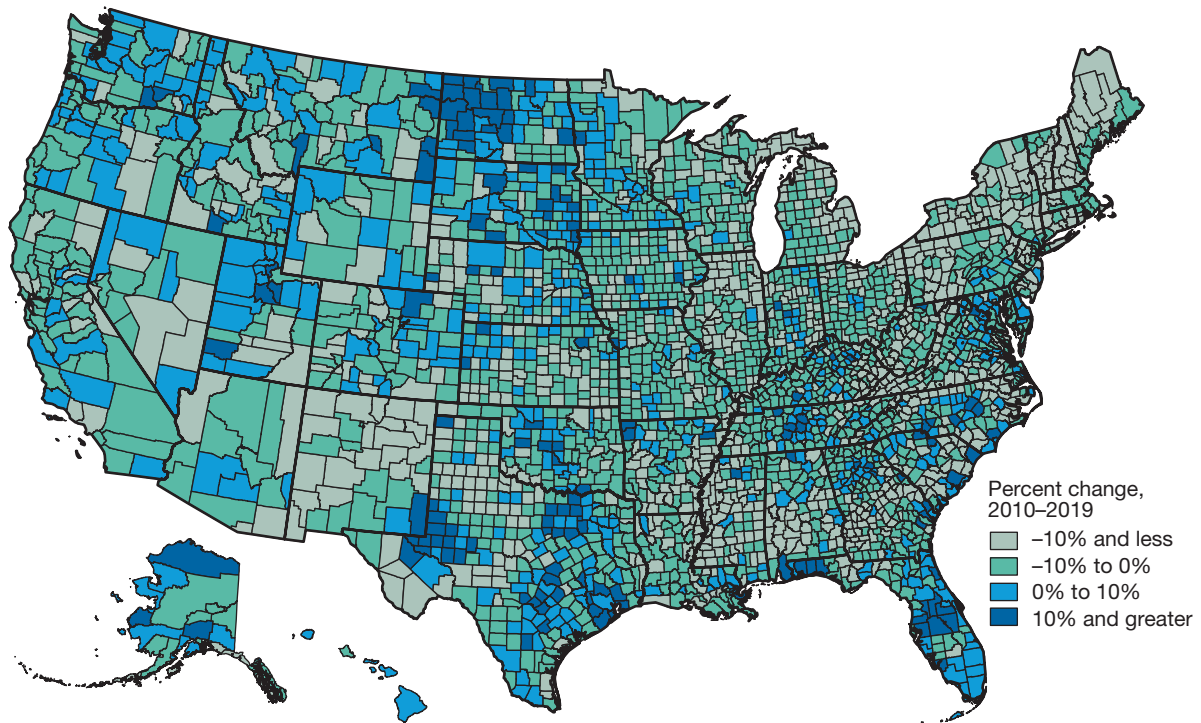 Percent change,
2010–2019
–10% and less
–10% to 0%
0% to 10%
10% and greater